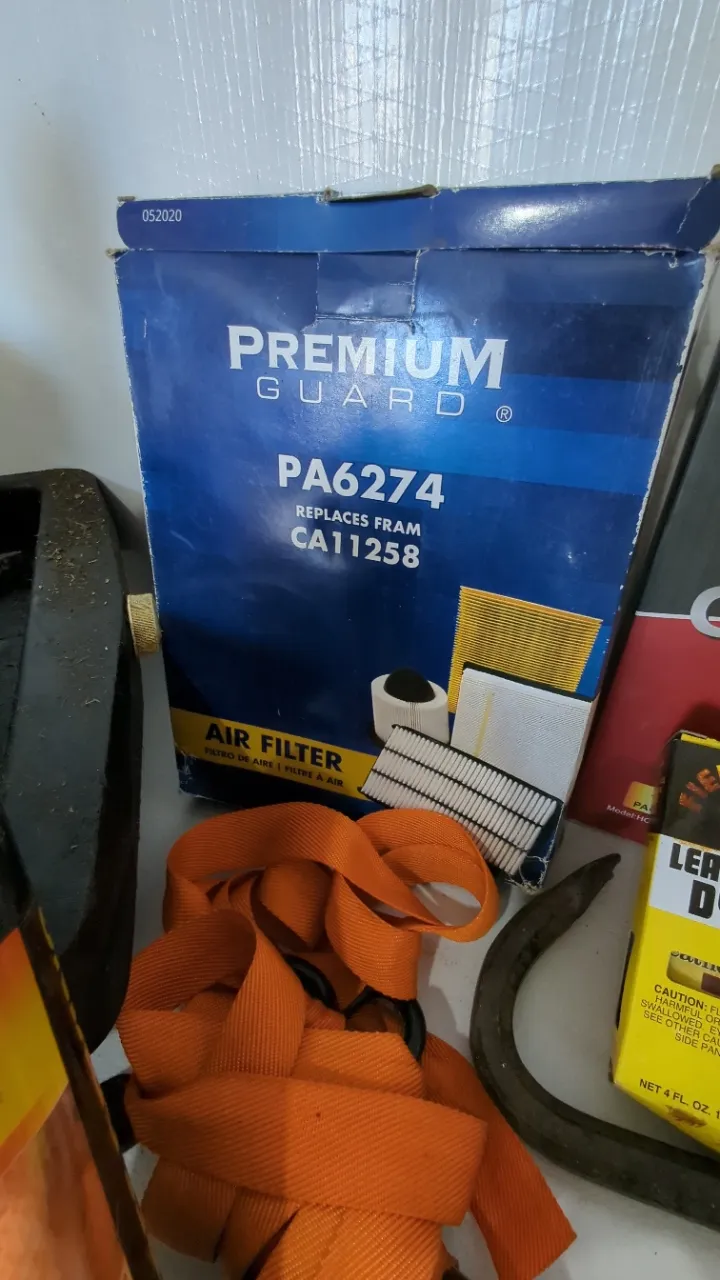 052020
PREMIUM
GUARD ®
PA6274
REPLACES FRAM
CA11258
AIR FILTER
FILTRO DE AIRE | FILTRE À AIR
PA
CAUTION:
HARMFUL OR
SWALLOWED.
SEE OTHER
SIDE PAN
NET 4 FL. OZ.